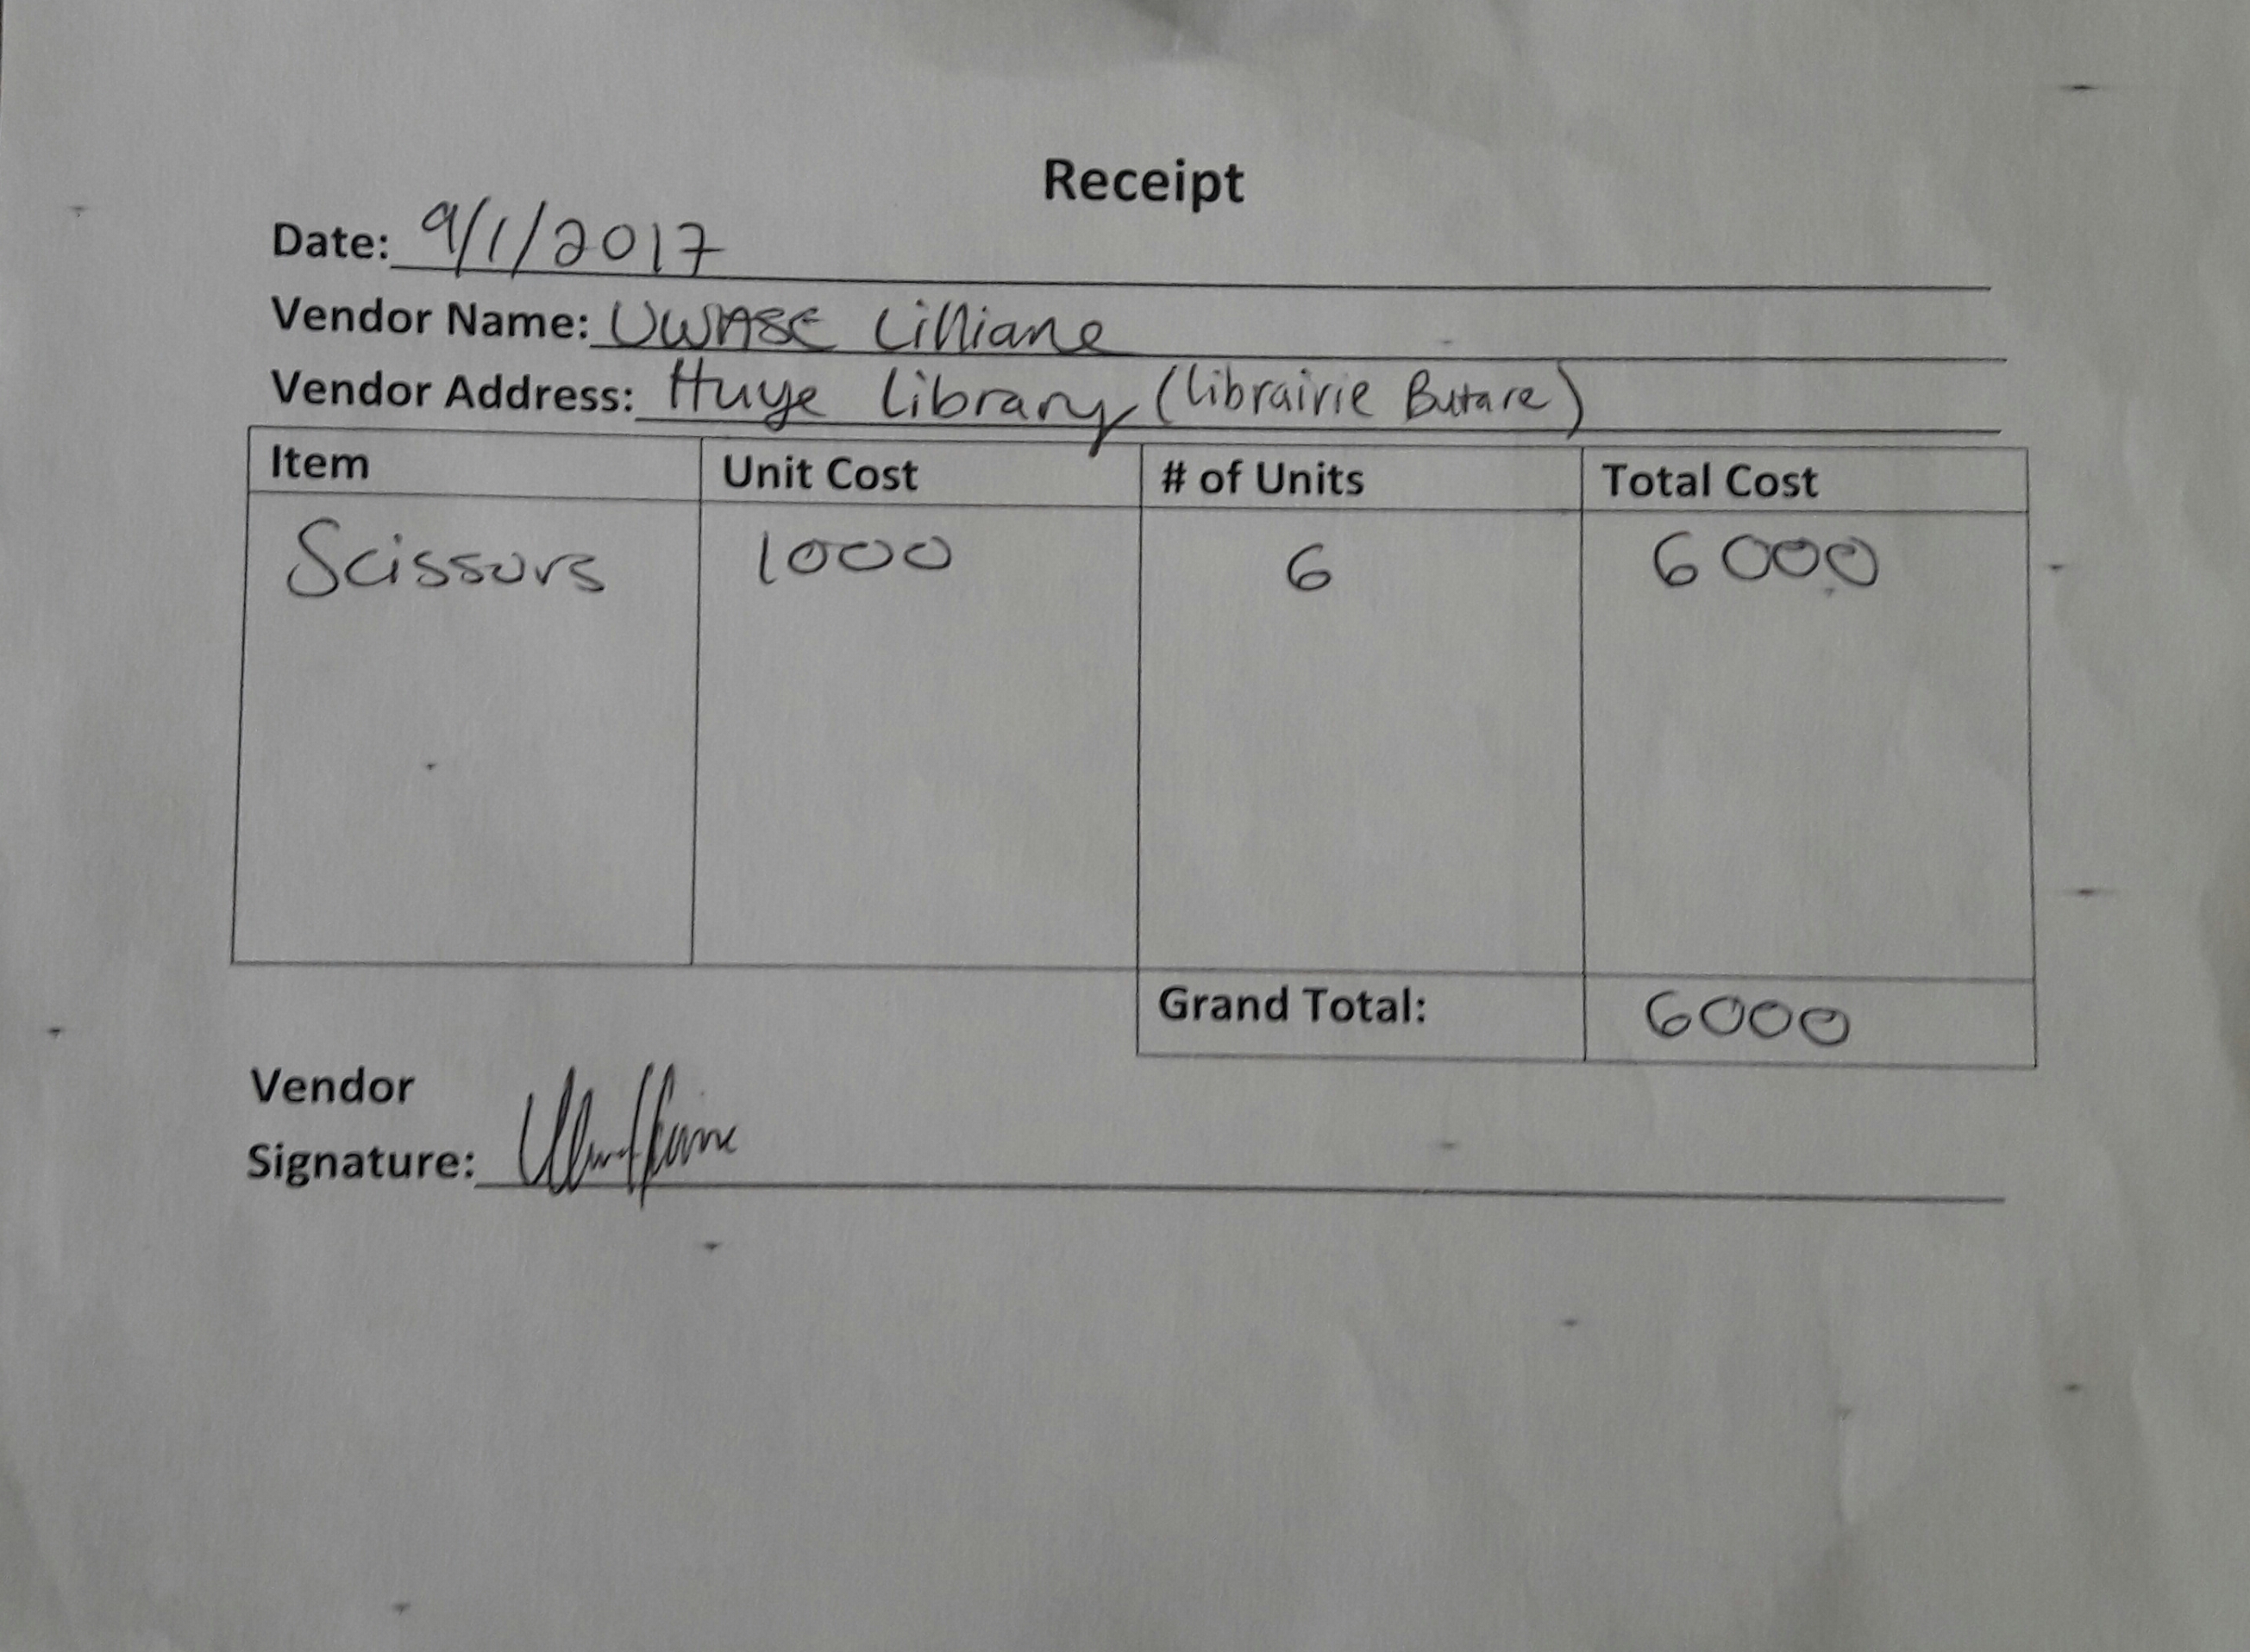 Receipt
Date: 9/1/2017
Vendor Name: UWASE Lilliane
Vendor Address: Huye Library (Librairie Butare)
Item Unit Cost # of Units Total Cost
Scissors 1000 6 6000
Grand Total: 6000
Vendor
Signature: